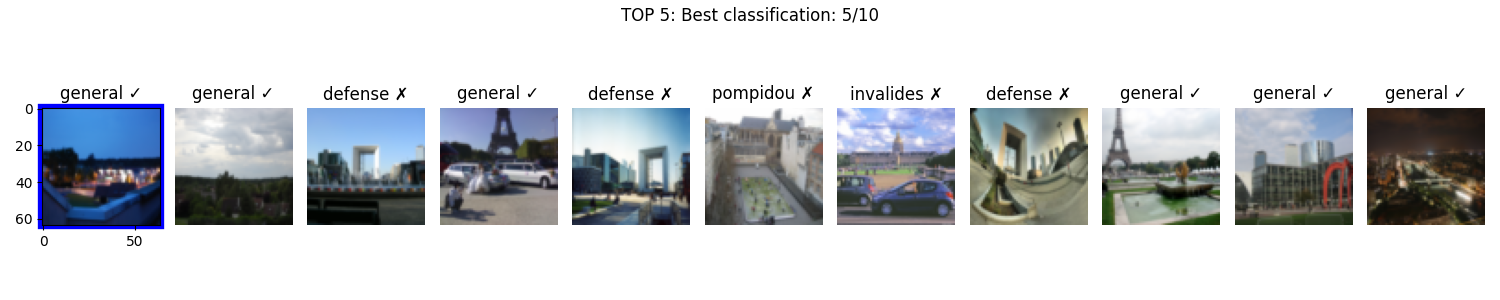 TOP 5: Best classification: 5/10
general ✓ general ✓ defense ✗ general ✓ defense ✗ pompidou ✗ invalides ✗ defense ✗ general ✓ general ✓ general ✓
0
20
40
60
0 50